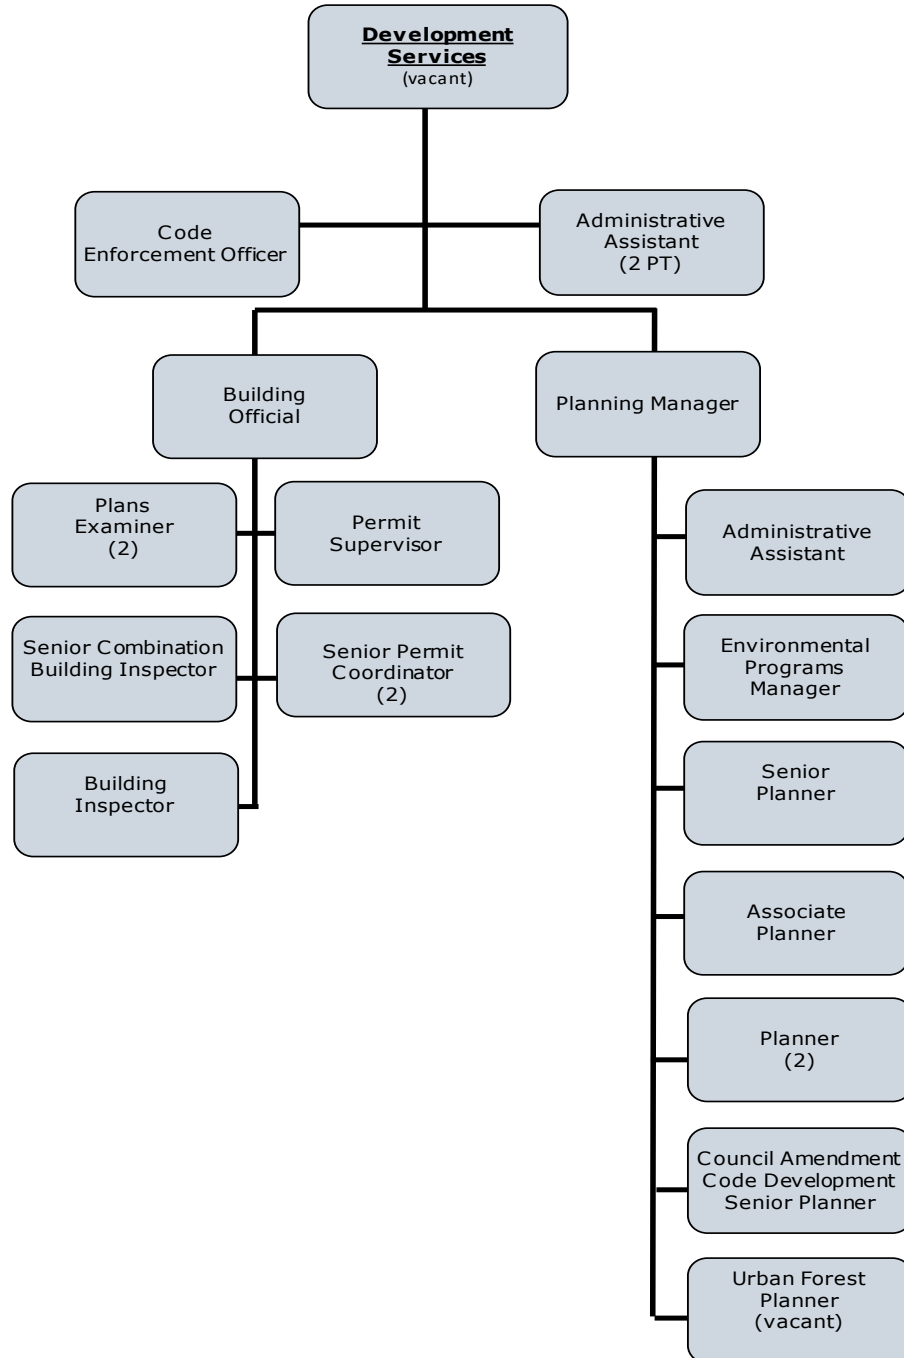 Development
Services
(vacant)
Code
Enforcement Officer
Administrative
Assistant
(2 PT)
Building
Official
Planning Manager
Plans
Examiner
(2)
Permit
Supervisor
Senior Combination
Building Inspector
Senior Permit
Coordinator
(2)
Building
Inspector
Administrative
Assistant
Environmental
Programs
Manager
Senior
Planner
Associate
Planner
Planner
(2)
Council Amendment
Code Development
Senior Planner
Urban Forest
Planner
(vacant)